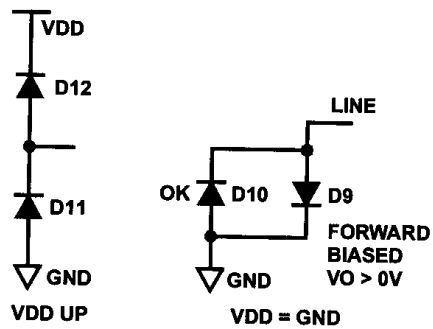 VDD
D12
D11
GND
VDD UP
LINE
OK
D10
D9
FORWARD
BIASED
VO > 0V
GND
VDD = GND